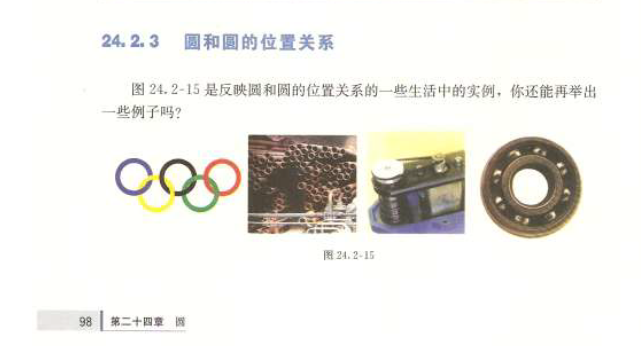 24.2.3 圆和圆的位置关系
图 24.2-15 是反映圆和圆的位置关系的一些生活中的实例，你还能再举出
一些例子吗？
图 24.2-15
98 第二十四章 圆